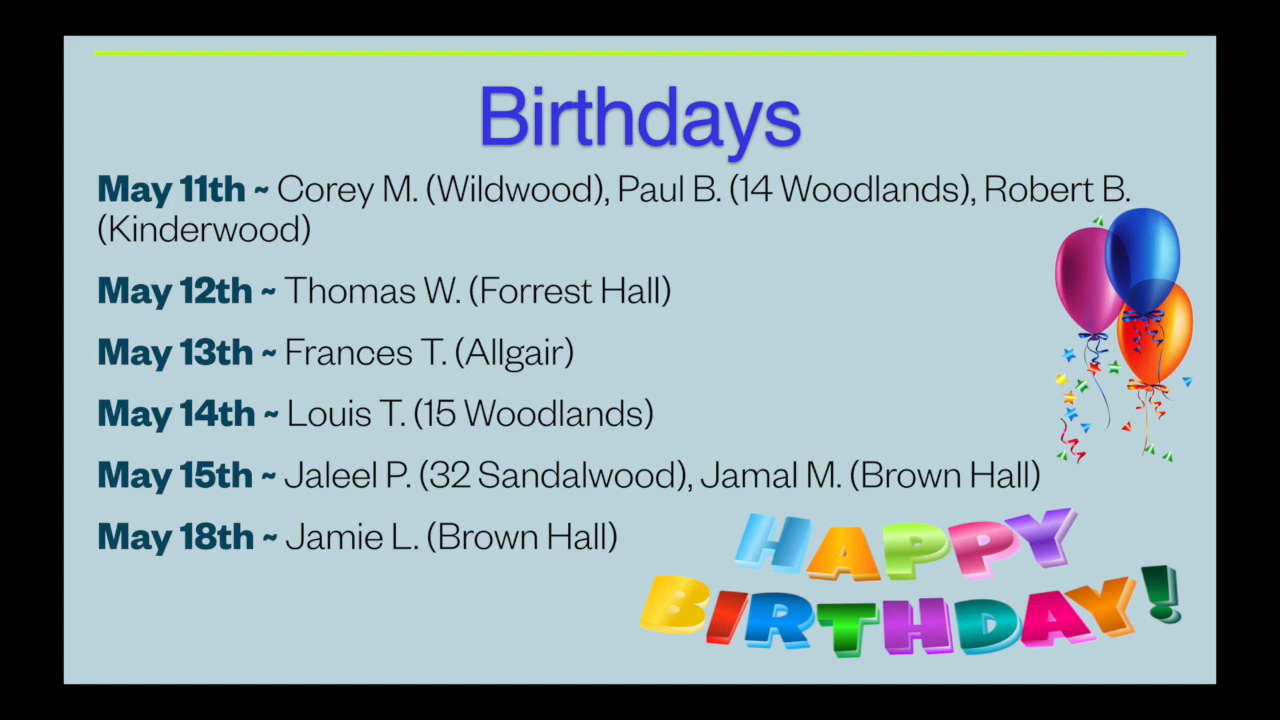 Birthdays
May 11th ~ Corey M. (Wildwood), Paul B. (14 Woodlands), Robert B.
(Kinderwood)
May 12th ~ Thomas W. (Forrest Hall)
May 13th ~ Frances T. (Allgair)
May 14th ~ Louis T. (15 Woodlands)
May 15th ~ Jaleel P. (32 Sandalwood), Jamal M. (Brown Hall)
May 18th ~ Jamie L. (Brown Hall)
HAPPY
BIRTHDAY!